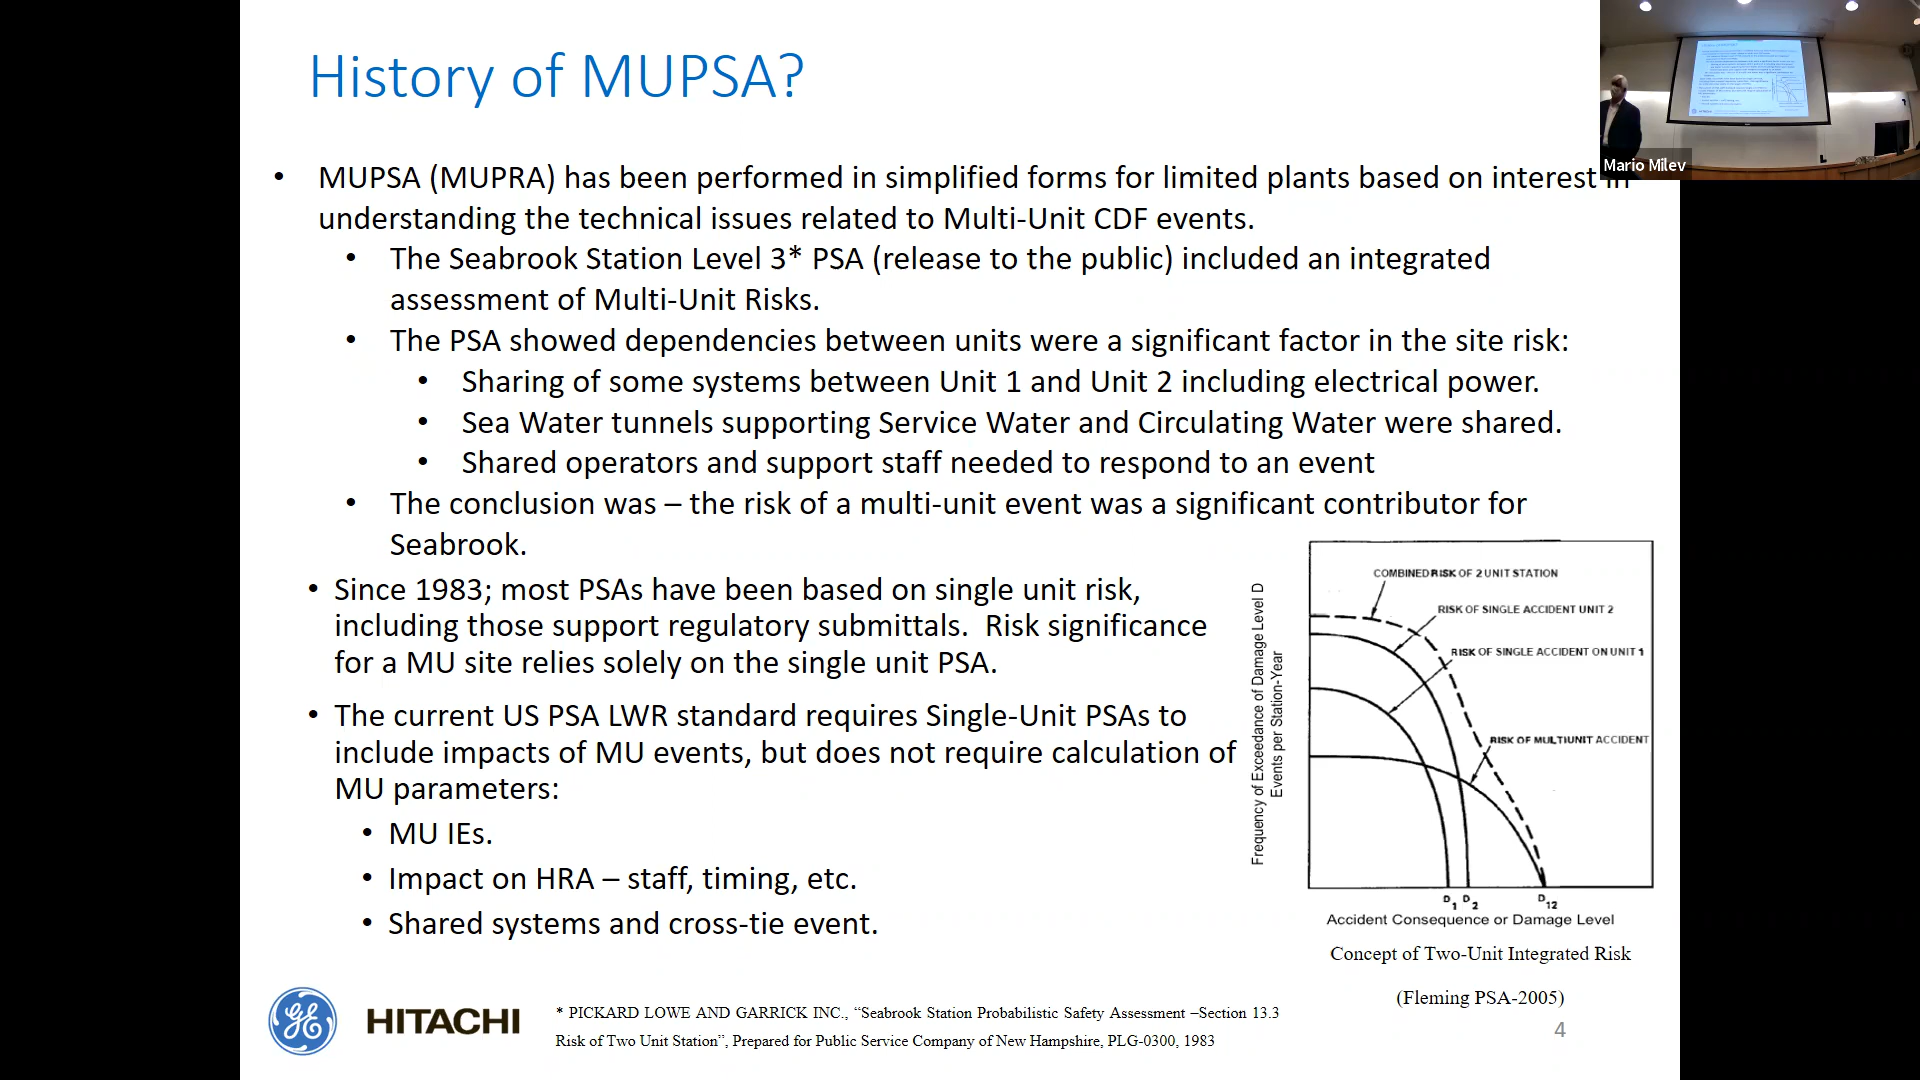 History of MUPSA?
Mario Milev
• MUPSA (MUPRA) has been performed in simplified forms for limited plants based on interest in
understanding the technical issues related to Multi-Unit CDF events.
• The Seabrook Station Level 3* PSA (release to the public) included an integrated
assessment of Multi-Unit Risks.
• The PSA showed dependencies between units were a significant factor in the site risk:
• Sharing of some systems between Unit 1 and Unit 2 including electrical power.
• Sea Water tunnels supporting Service Water and Circulating Water were shared.
• Shared operators and support staff needed to respond to an event
• The conclusion was – the risk of a multi-unit event was a significant contributor for
Seabrook.
• Since 1983; most PSAs have been based on single unit risk,
including those support regulatory submittals. Risk significance
for a MU site relies solely on the single unit PSA.
• The current US PSA LWR standard requires Single-Unit PSAs to
include impacts of MU events, but does not require calculation of
MU parameters:
• MU IEs.
• Impact on HRA – staff, timing, etc.
• Shared systems and cross-tie event.
COMBINED RISK OF 2 UNIT STATION
RISK OF SINGLE ACCIDENT UNIT 2
RISK OF SINGLE ACCIDENT ON UNIT 1
RISK OF MULTIUNIT ACCIDENT
Frequency of Exceedance of Damage Level D
Events per Station-Year
D1 D2 D12
Accident Consequence or Damage Level
Concept of Two-Unit Integrated Risk
(Fleming PSA-2005)
GE
HITACHI
* PICKARD LOWE AND GARRICK INC., “Seabrook Station Probabilistic Safety Assessment –Section 13.3
Risk of Two Unit Station”, Prepared for Public Service Company of New Hampshire, PLG-0300, 1983
4